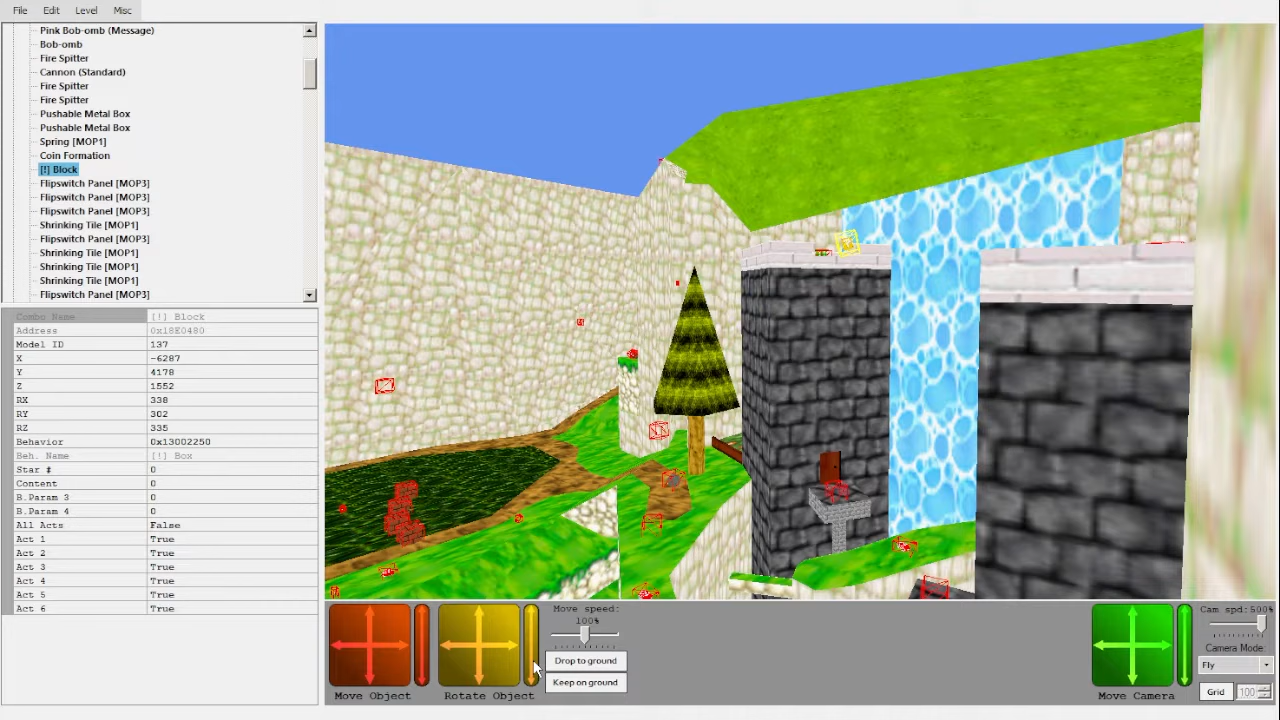 File Edit Level Misc
Pink Bob-omb (Message)
Bob-omb
Fire Spitter
Cannon (Standard)
Fire Spitter
Fire Spitter
Pushable Metal Box
Pushable Metal Box
Spring [MOP1]
Coin Formation
[!] Block
Flipswitch Panel [MOP3]
Flipswitch Panel [MOP3]
Flipswitch Panel [MOP3]
Shrinking Tile [MOP1]
Flipswitch Panel [MOP3]
Shrinking Tile [MOP1]
Shrinking Tile [MOP1]
Shrinking Tile [MOP1]
Flipswitch Panel [MOP3]
Combo Name [!] Block
Address 0x18E0480
Model ID 137
X -6287
Y 4178
Z 1552
RX 338
RY 302
RZ 335
Behavior 0x13002250
Beh. Name [!] Box
Star # 0
Content 0
B.Param 3 0
B.Param 4 0
All Acts False
Act 1 True
Act 2 True
Act 3 True
Act 4 True
Act 5 True
Act 6 True
Move Object
Rotate Object
Move speed:
100%
Drop to ground
Keep on ground
Move Camera
Cam spd: 500%
Camera Mode:
Fly
Grid 100